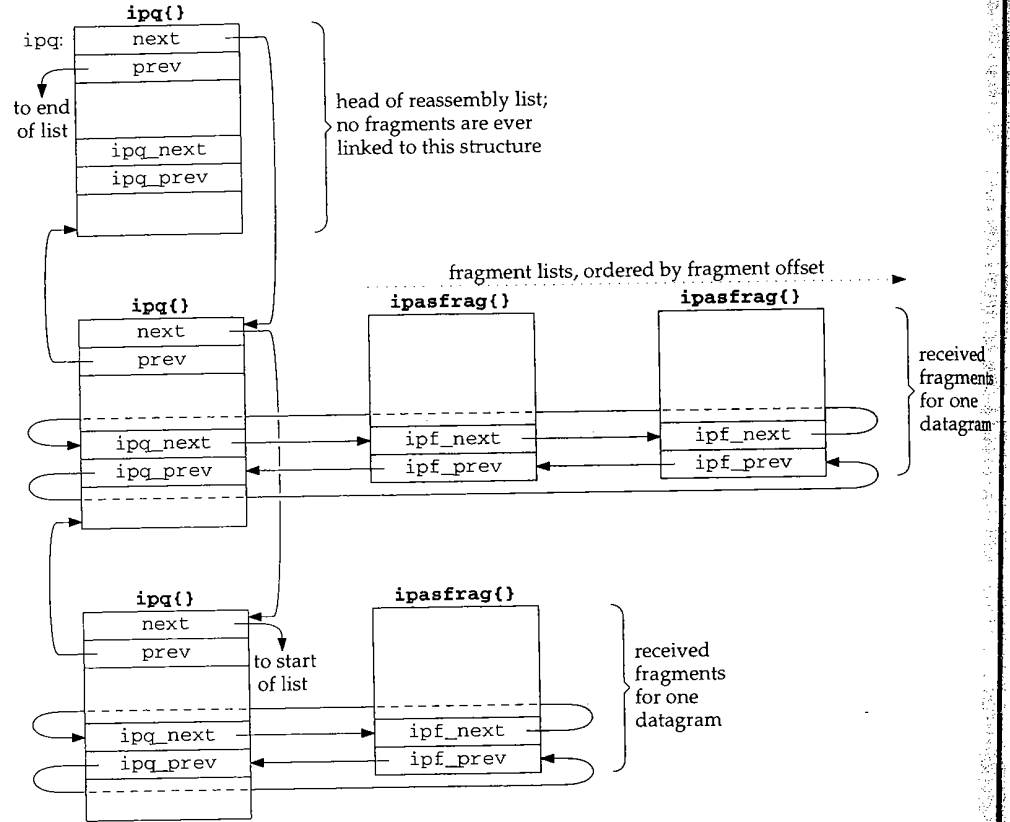 ipq{}
ipq:
next
prev
to end
of list
ipq_next
ipq_prev
head of reassembly list;
no fragments are ever
linked to this structure
fragment lists, ordered by fragment offset
ipq{}
ipasfrag{}
ipasfrag{}
next
prev
ipq_next
ipf_next
ipf_next
ipq_prev
ipf_prev
ipf_prev
received
fragments
for one
datagram
ipq{}
ipasfrag{}
next
prev
to start
of list
ipq_next
ipf_next
ipq_prev
ipf_prev
received
fragments
for one
datagram